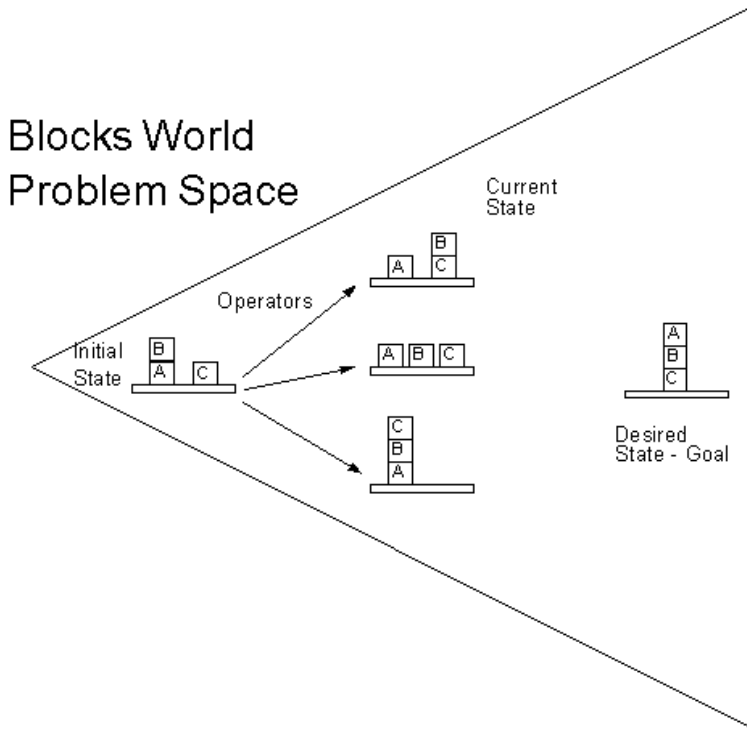 Blocks World
Problem Space
Current
State
B
A
C
Operators
Initial
State
B
A
C
A
B
C
C
B
A
A
B
C
Desired
State - Goal